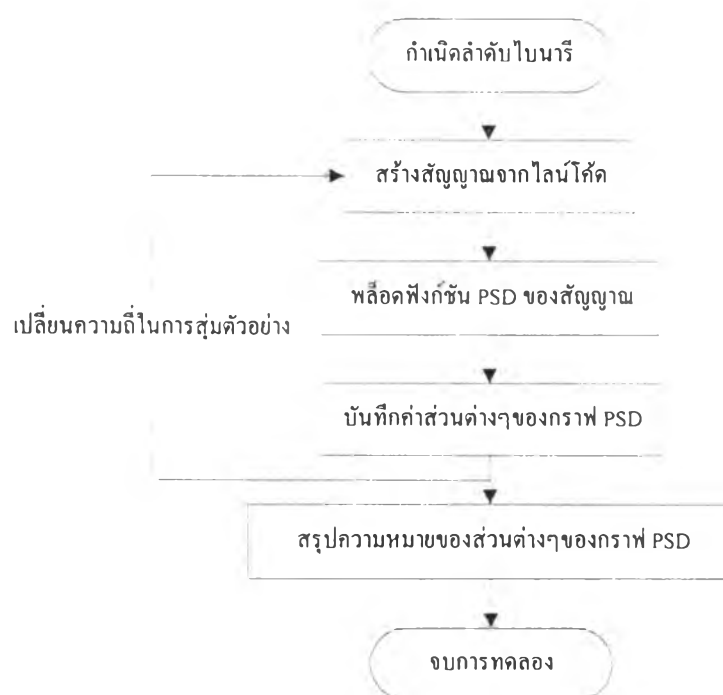 กำเนิดลำดับไบนารี
สร้างสัญญาณจากไลน์โค้ด
พล็อตฟังก์ชัน PSD ของสัญญาณ
เปลี่ยนความถี่ในการสุ่มตัวอย่าง
บันทึกค่าส่วนต่างๆของกราฟ PSD
สรุปความหมายของส่วนต่างๆของกราฟ PSD
จบการทดลอง